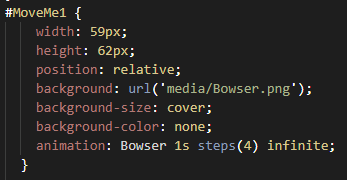 #MoveMe1 {
width: 59px;
height: 62px;
position: relative;
background: url('media/Bowser.png');
background-size: cover;
background-color: none;
animation: Bowser 1s steps(4) infinite;
}